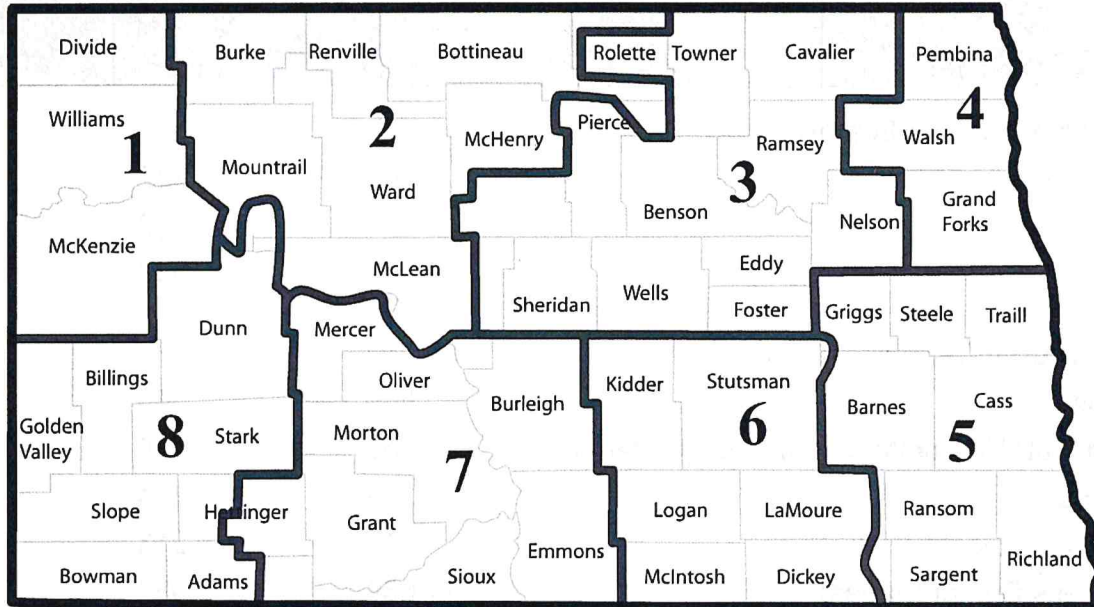 Divide
Burke
Renville
Bottineau
Rolette
Towner
Cavalier
Pembina
4
Williams
1
2
McHenry
Pierce
Ramsey
Walsh
Mountrail
Ward
3
Benson
Nelson
Grand
Forks
McKenzie
McLean
Eddy
Sheridan
Wells
Foster
Griggs
Steele
Traill
Dunn
Mercer
Billings
Oliver
Burleigh
Kidder
Stutsman
Barnes
Cass
Golden
Valley
8
Stark
Morton
7
6
5
Slope
Hettinger
Grant
Logan
LaMoure
Ransom
Emmons
Richland
Bowman
Adams
Sioux
McIntosh
Dickey
Sargent